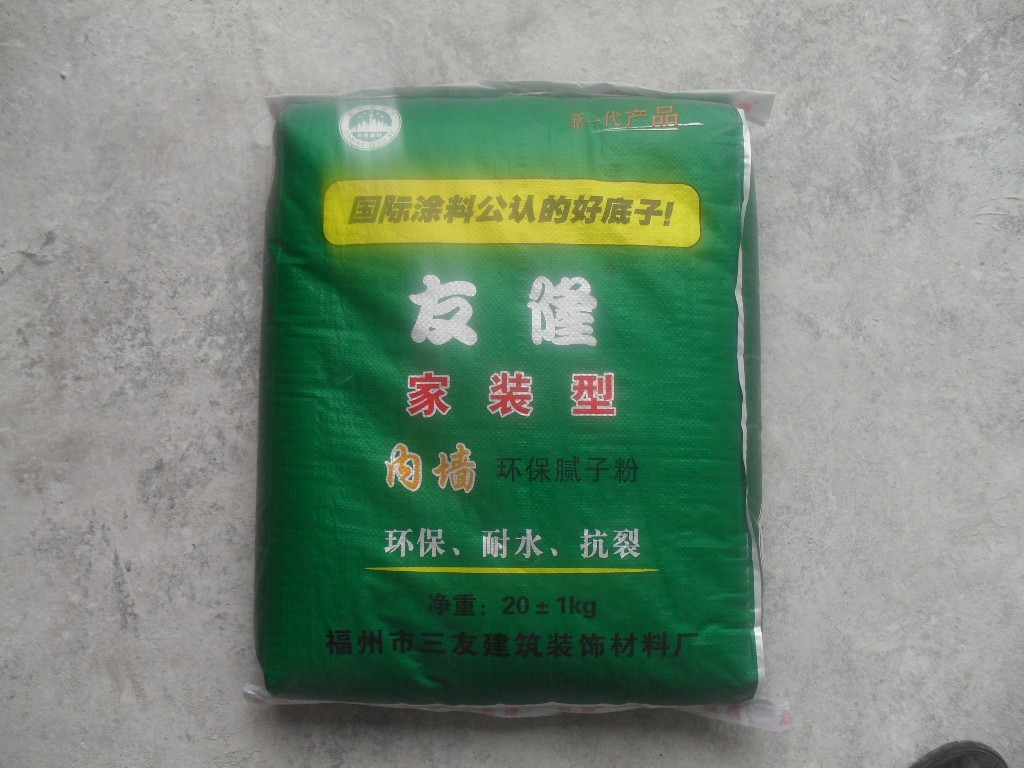 新一代产品
国际涂料公认的好底子!
友隆
家装型
内墙 环保腻子粉
环保、耐水、抗裂
净重: 20±1kg
福州市三友建筑装饰材料厂